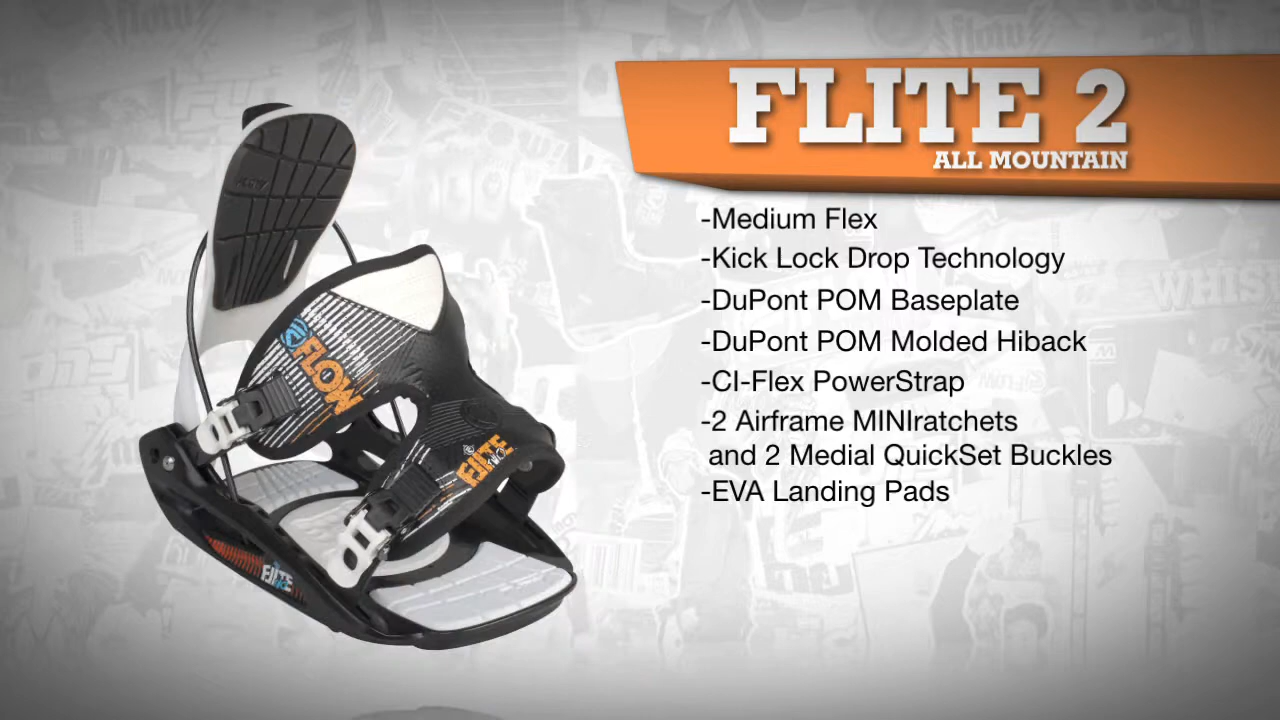 FLITE 2
ALL MOUNTAIN
-Medium Flex
-Kick Lock Drop Technology
-DuPont POM Baseplate
-DuPont POM Molded Hiback
-CI-Flex PowerStrap
-2 Airframe MINIratchets
and 2 Medial QuickSet Buckles
-EVA Landing Pads
FLOW
FLITE
FLITE